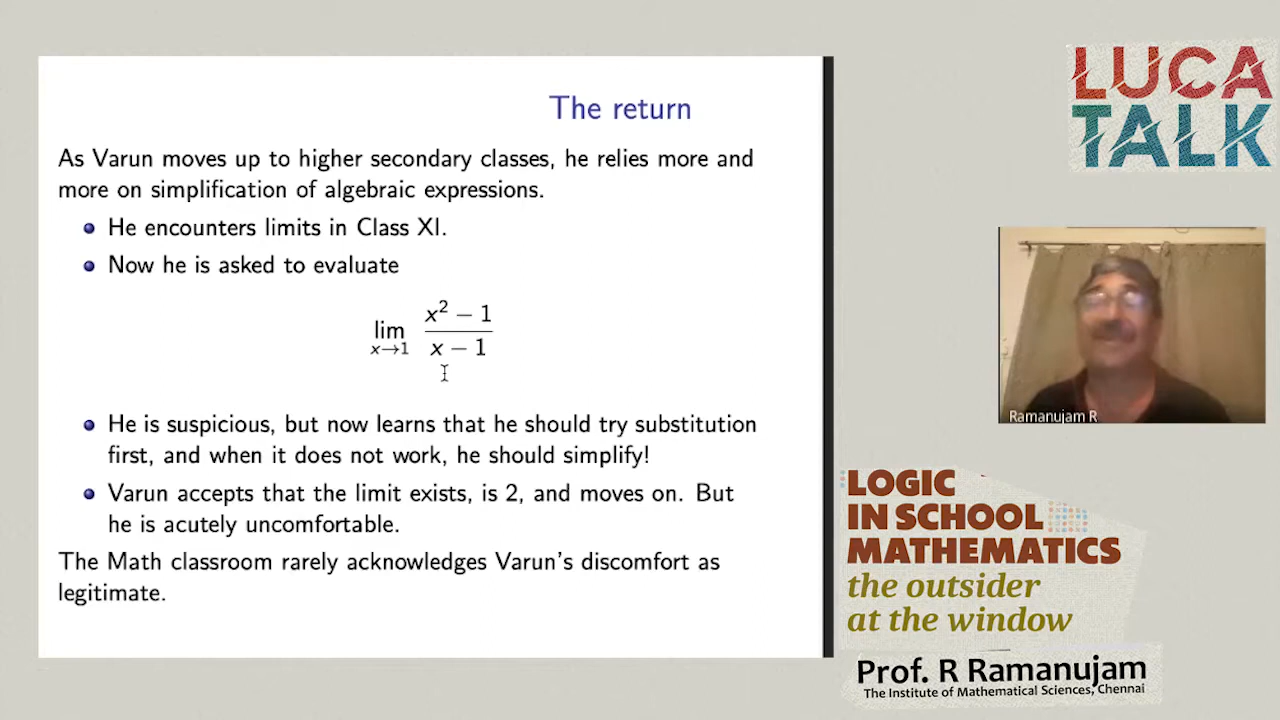 The return
As Varun moves up to higher secondary classes, he relies more and
more on simplification of algebraic expressions.
He encounters limits in Class XI.
Now he is asked to evaluate
lim x→1 x² − 1
x − 1
He is suspicious, but now learns that he should try substitution
first, and when it does not work, he should simplify!
Varun accepts that the limit exists, is 2, and moves on. But
he is acutely uncomfortable.
The Math classroom rarely acknowledges Varun's discomfort as
legitimate.
LUCA
TALK
Ramanujam R
LOGIC
IN SCHOOL
MATHEMATICS
the outsider
at the window
Prof. R Ramanujam
The Institute of Mathematical Sciences, Chennai